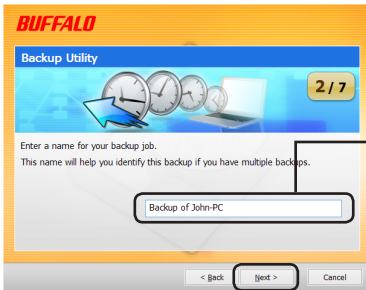 BUFFALO
Backup Utility
2 / 7
Enter a name for your backup job.
This name will help you identify this backup if you have multiple backups.
Backup of John-PC
< Back Next > Cancel